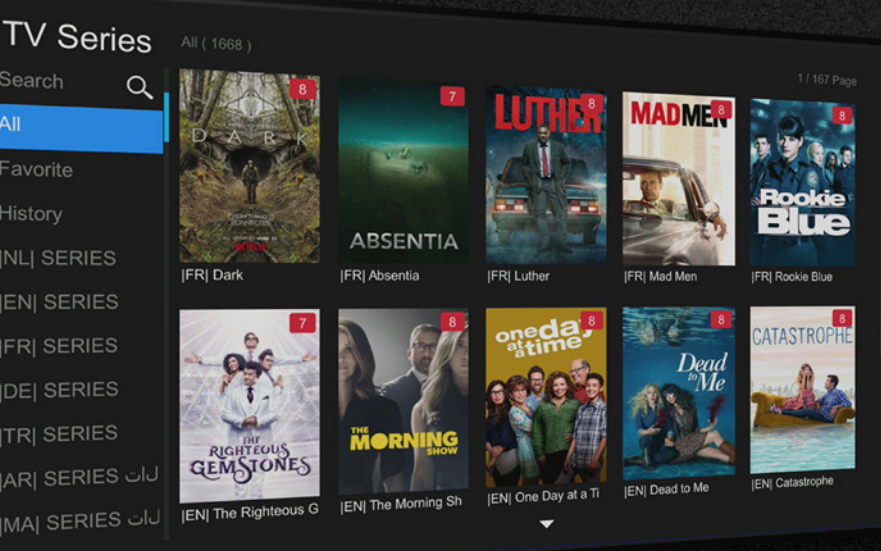 TV Series
All ( 1668 )
1 / 167 Page
Search
All
Favorite
History
|NL| SERIES
|EN| SERIES
|FR| SERIES
|DE| SERIES
|TR| SERIES
|AR| SERIES
|MA| SERIES
8
DARK
EVERYTHING IS
CONNECTED
|FR| Dark
7
ABSENTIA
|FR| Absentia
LUTHER
8
|FR| Luther
MAD MEN
8
|FR| Mad Men
8
Rookie
Blue
|FR| Rookie Blue
7
THE
RIGHTEOUS
GEMSTONES
|EN| The Righteous G
8
THE
MORNING
SHOW
|EN| The Morning Sh
one day
at
a time
8
|EN| One Day at a Ti
8
Dead
to Me
|EN| Dead to Me
8
CATASTROPHE
|EN| Catastrophe